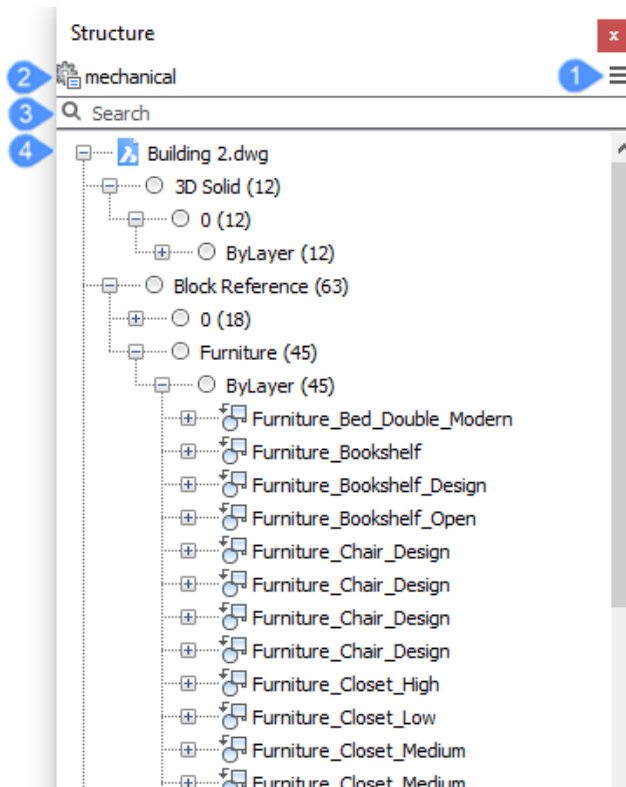 Structure
x
2 mechanical 1
3 Search
4 Building 2.dwg
3D Solid (12)
0 (12)
ByLayer (12)
Block Reference (63)
0 (18)
Furniture (45)
ByLayer (45)
Furniture_Bed_Double_Modern
Furniture_Bookshelf
Furniture_Bookshelf_Design
Furniture_Bookshelf_Open
Furniture_Chair_Design
Furniture_Chair_Design
Furniture_Chair_Design
Furniture_Chair_Design
Furniture_Closet_High
Furniture_Closet_Low
Furniture_Closet_Medium
Furniture_Closet_Medium